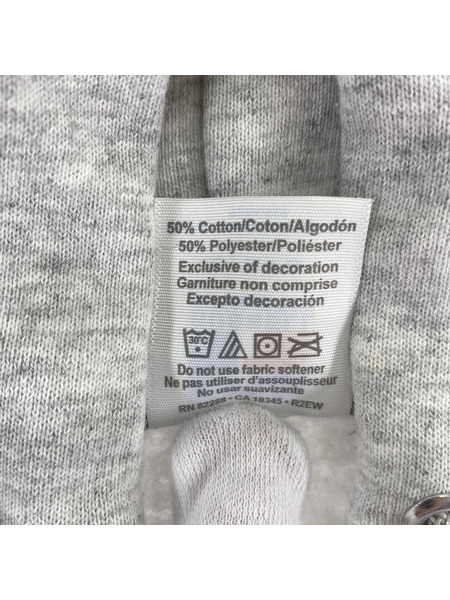 50% Cotton/Coton/Algodón
50% Polyester/Poliéster
Exclusive of decoration
Garniture non comprise
Excepto decoración
30°C
Do not use fabric softener
Ne pas utiliser d'assouplisseur
No usar suavizante
RN 82288 • CA 18345 • R2EW